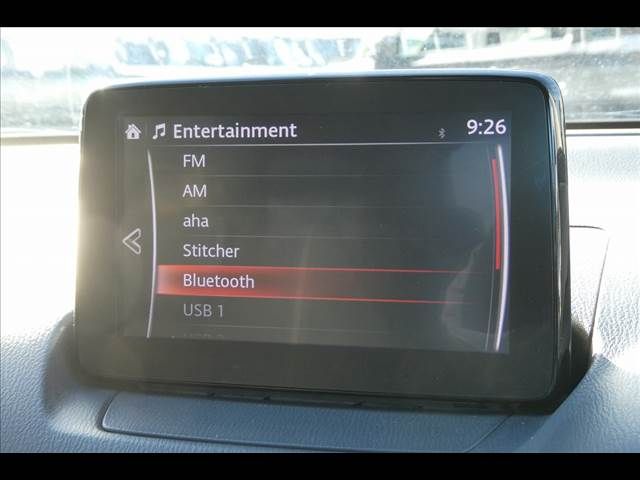 Entertainment
9:26
FM
AM
aha
Stitcher
Bluetooth
USB 1